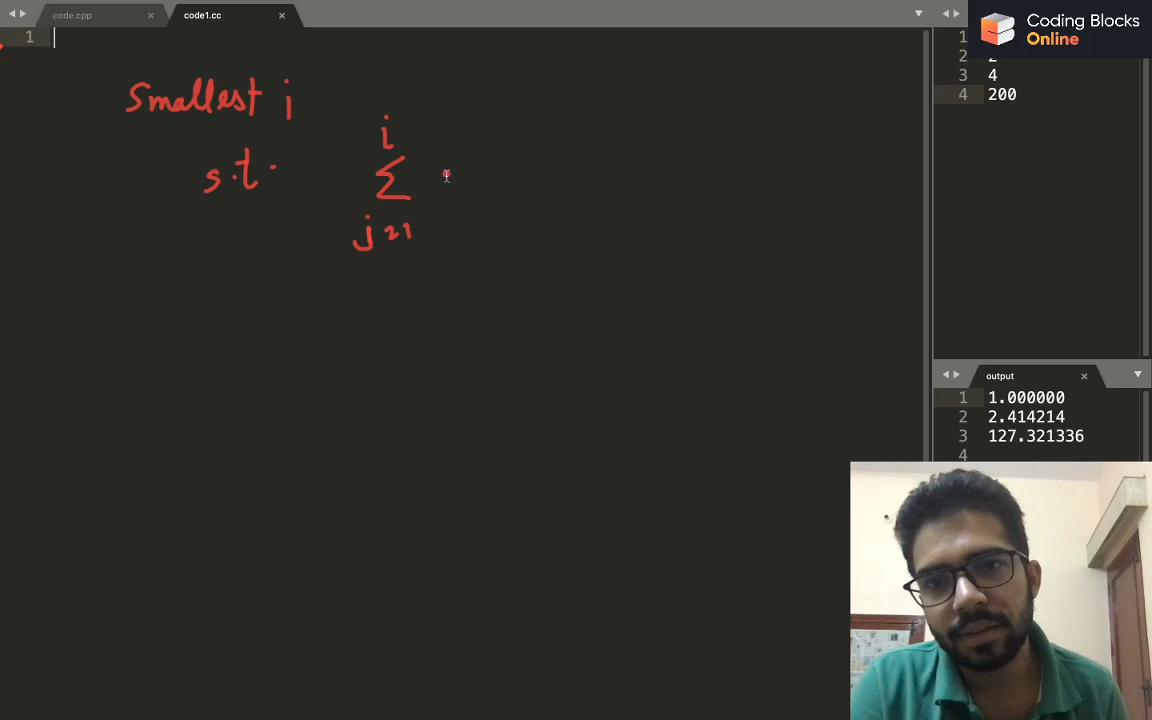 code.cpp
code1.cc
Coding Blocks
Online
1
Smallest i
s.t.
i
Σ
j=1
1
2
3 4
4 200
output
1 1.000000
2 2.414214
3 127.321336
4